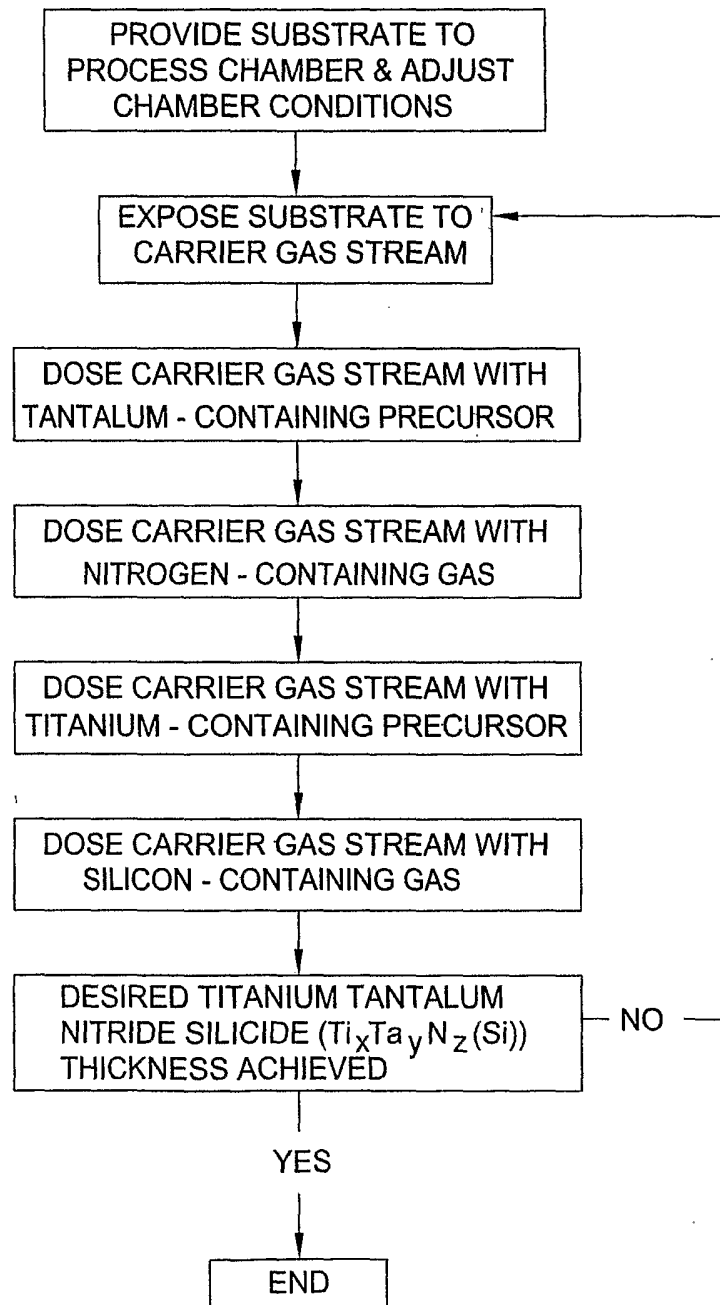 PROVIDE SUBSTRATE TO
PROCESS CHAMBER & ADJUST
CHAMBER CONDITIONS
EXPOSE SUBSTRATE TO
CARRIER GAS STREAM
DOSE CARRIER GAS STREAM WITH
TANTALUM - CONTAINING PRECURSOR
DOSE CARRIER GAS STREAM WITH
NITROGEN - CONTAINING GAS
DOSE CARRIER GAS STREAM WITH
TITANIUM - CONTAINING PRECURSOR
DOSE CARRIER GAS STREAM WITH
SILICON - CONTAINING GAS
DESIRED TITANIUM TANTALUM
NITRIDE SILICIDE (TixTayNz(Si))
THICKNESS ACHIEVED
NO
YES
END